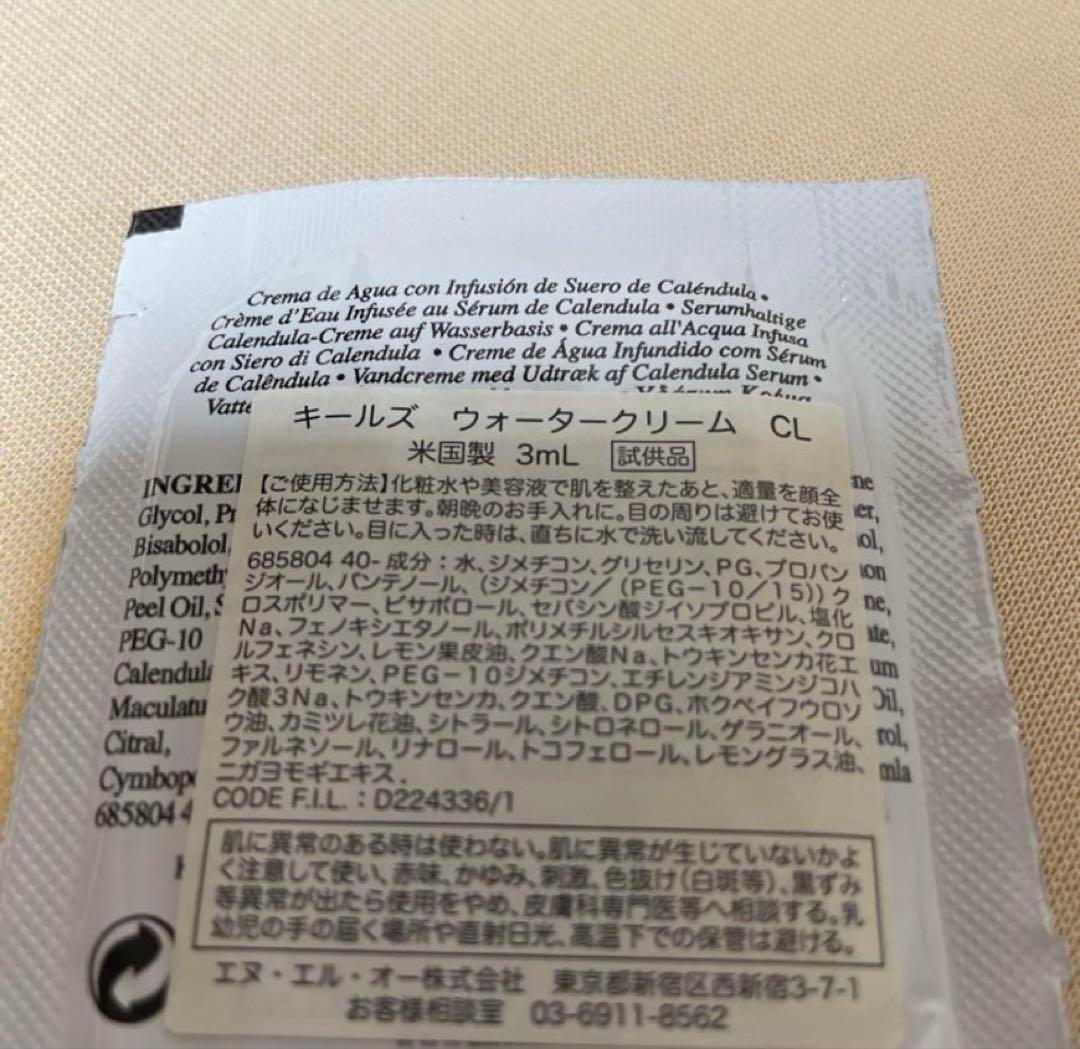 Crema de Agua con Infusión de Suero de Caléndula •
Crème d'Eau Infusée au Sérum de Calendula • Serumhaltige
Calendula-Creme auf Wasserbasis • Crema all'Acqua Infusa
con Siero di Calendula • Creme de Água Infundido com Sérum
de Calêndula • Vandcreme med Udtræk af Calendula Serum •
キールズ ウォータークリーム CL
米国製 3mL 試供品
【ご使用方法】化粧水や美容液で肌を整えたあと、適量を顔全
体になじませます。朝晩のお手入れに。目の周りは避けてお使
いください。目に入った時は、直ちに水で洗い流してください。
685804 40- 成分：水、ジメチコン、グリセリン、PG、プロパン
ジオール、パンテノール、（ジメチコン／（PEG－10／15））ク
ロスポリマー、ビサボロール、セバシン酸ジイソプロピル、塩化
Na、フェノキシエタノール、ポリメチルシルセスキオキサン、クロ
ルフェネシン、レモン果皮油、クエン酸Na、トウキンセンカ花エ
キス、リモネン、PEG－10ジメチコン、エチレンジアミンジコハ
ク酸3Na、トウキンセンカ、クエン酸、DPG、ホクベイフウロソ
ウ油、カミツレ花油、シトラール、シトロネロール、ゲラニオール、
ファルネソール、リナロール、トコフェロール、レモングラス油、
ニガヨモギエキス．
CODE F.I.L. : D224336/1
肌に異常のある時は使わない。肌に異常が生じていないかよ
く注意して使い、赤味、かゆみ、刺激、色抜け（白斑等）、黒ずみ
等異常が出たら使用をやめ、皮膚科専門医等へ相談する。乳
幼児の手の届く場所や直射日光、高温下での保管は避ける。
エヌ・エル・オー株式会社 東京都新宿区西新宿3-7-1
お客様相談室 03-6911-8562
Glycol,
Bisabolol,
Peel Oil,
PEG-10
Citral,